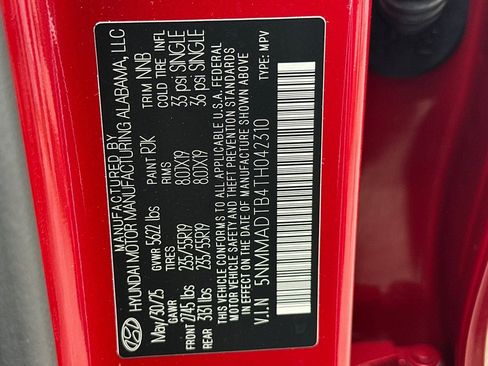 MANUFACTURED BY
HYUNDAI MOTOR MANUFACTURING ALABAMA, LLC
May/30/25 GVWR 5622 lbs PAINT R7K TRIM NNB
GAWR TIRES RIMS COLD TIRE INFL
FRONT 2745 lbs 235/55R19 8.0JX19 33 psi SINGLE
REAR 3131 lbs 235/55R19 8.0JX19 36 psi SINGLE
THIS VEHICLE CONFORMS TO ALL APPLICABLE U.S.A. FEDERAL
MOTOR VEHICLE SAFETY AND THEFT PREVENTION STANDARDS
IN EFFECT ON THE DATE OF MANUFACTURE SHOWN ABOVE
V.I.N 5NMMADTB4TH042310 TYPE: MPV